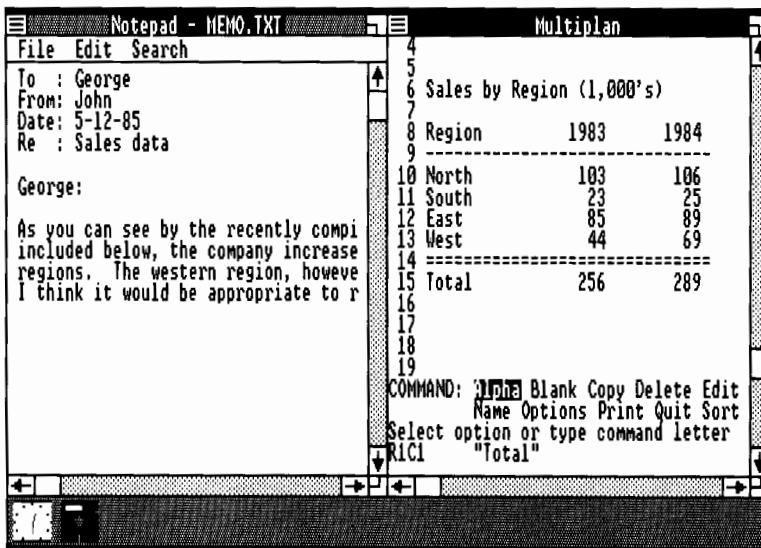 Notepad - MEMO.TXT
File Edit Search
To : George
From: John
Date: 5-12-85
Re : Sales data
George:
As you can see by the recently compi
included below, the company increase
regions. The western region, howeve
I think it would be appropriate to r
Multiplan
4
5
6 Sales by Region (1,000's)
7
8 Region 1983 1984
9 -------------------------------
10 North 103 106
11 South 23 25
12 East 85 89
13 West 44 69
14 ===============================
15 Total 256 289
16
17
18
19
COMMAND: Alpha Blank Copy Delete Edit
Name Options Print Quit Sort
Select option or type command letter
R1C1 "Total"